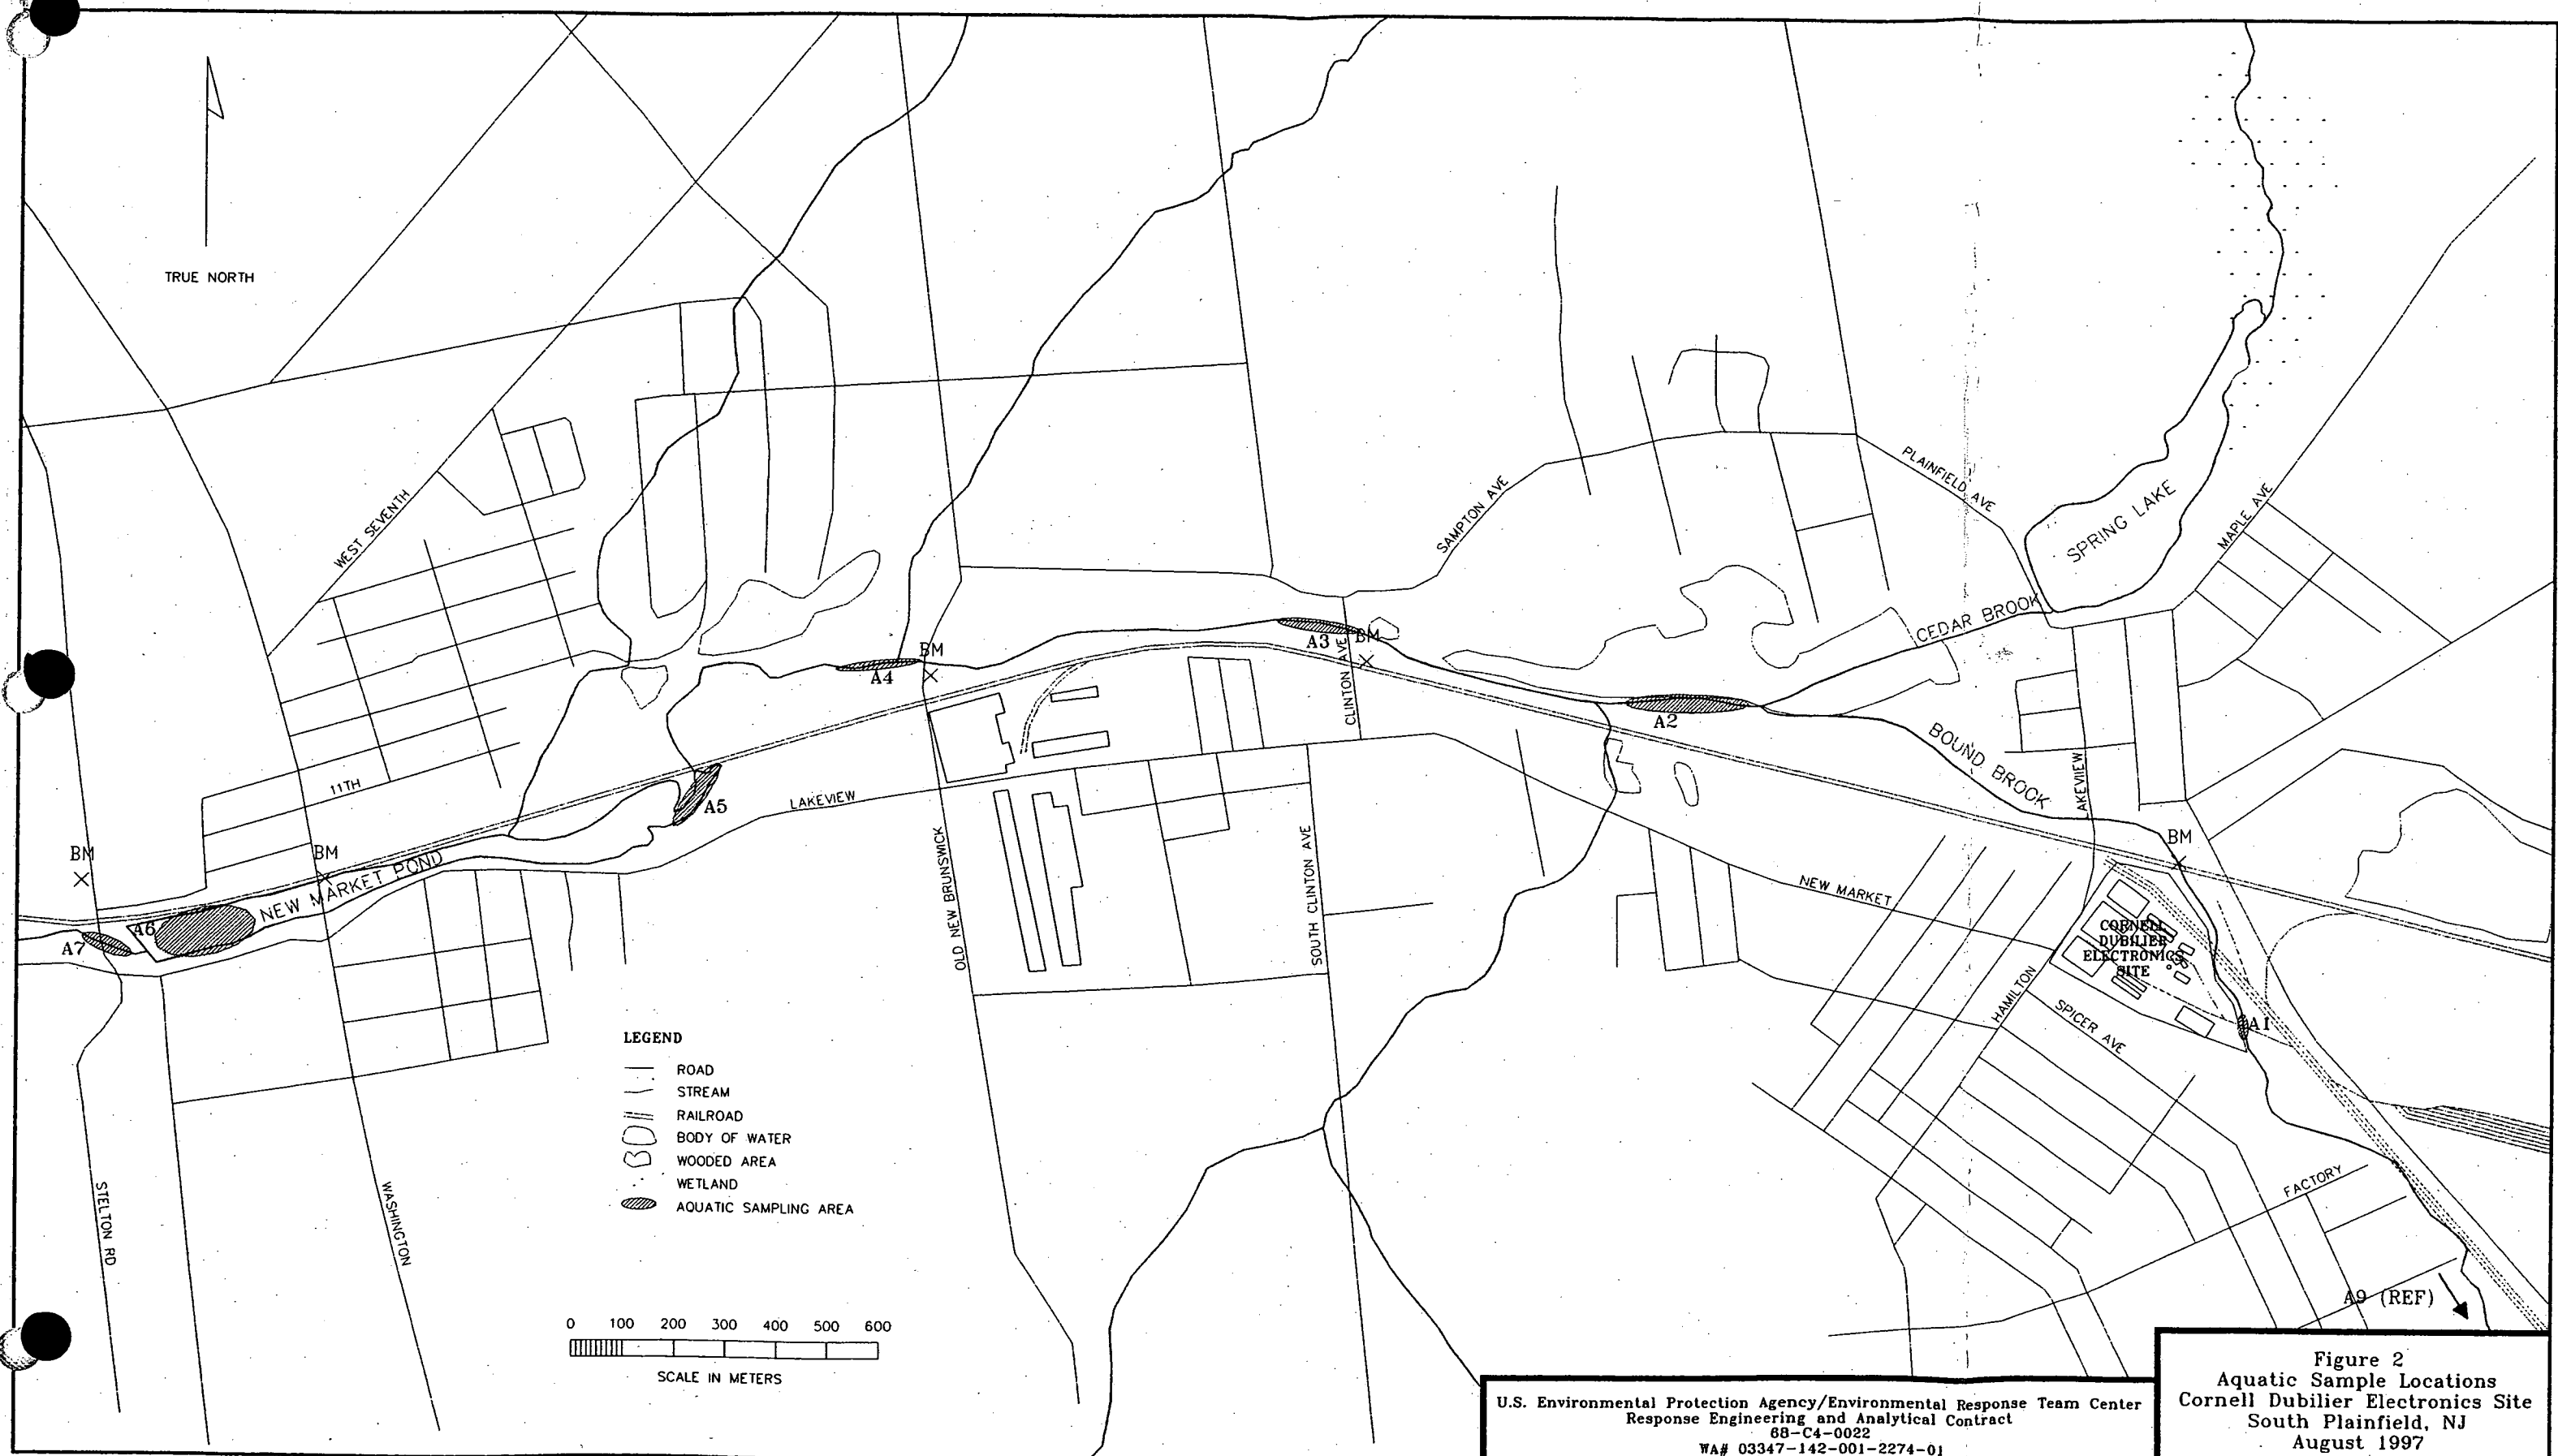 TRUE NORTH
WEST SEVENTH
11TH
BM
BM
BM
BM
BM
SAMPTON AVE
PLAINFIELD AVE
SPRING LAKE
MAPLE AVE
CEDAR BROOK
BOUND BROOK
LAKEVIEW
CLINTON AVE
A3
A4
A2
A5
LAKEVIEW
NEW MARKET POND
A6
A7
OLD NEW BRUNSWICK
SOUTH CLINTON AVE
NEW MARKET
CORNELL
DUBILIER
ELECTRONICS
SITE
HAMILTON
SPICER AVE
A1
STELTON RD
WASHINGTON
FACTORY
A9 (REF)
LEGEND
ROAD
STREAM
RAILROAD
BODY OF WATER
WOODED AREA
WETLAND
AQUATIC SAMPLING AREA
0 100 200 300 400 500 600
SCALE IN METERS
U.S. Environmental Protection Agency/Environmental Response Team Center
Response Engineering and Analytical Contract
68-C4-0022
WA# 03347-142-001-2274-01
Figure 2
Aquatic Sample Locations
Cornell Dubilier Electronics Site
South Plainfield, NJ
August 1997